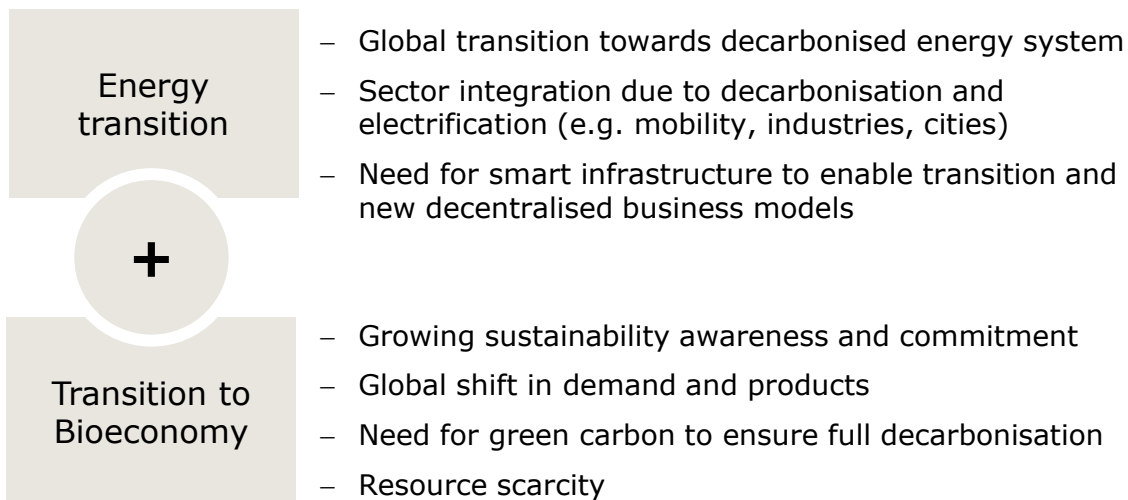 Energy
transition
– Global transition towards decarbonised energy system
– Sector integration due to decarbonisation and
electrification (e.g. mobility, industries, cities)
– Need for smart infrastructure to enable transition and
new decentralised business models
+
Transition to
Bioeconomy
– Growing sustainability awareness and commitment
– Global shift in demand and products
– Need for green carbon to ensure full decarbonisation
– Resource scarcity